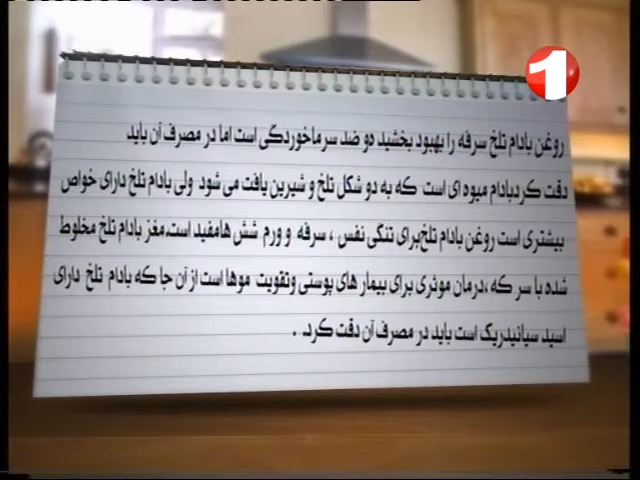 1
روغن بادام تلخ سرفه را بهبود بخشید هو ضد سرماخوردگی است اما در مصرف آن باید
دقت کردبادام میوه ای است که به دو شکل تلخ و شیرین یافت می شود ولی بادام تلخ دارای خواص
بیشتری است روغن بادام تلخ‌برای تنگی نفس ، سرفه و ورم شش هامفید است.مغز بادام تلخ مخلوط
شده با سر که ،درمان موثری برای بیمار های پوستی وتقویت موها است از آن جا که بادام تلخ دارای
اسید سیانیدریک است باید در مصرف آن دقت کرد .